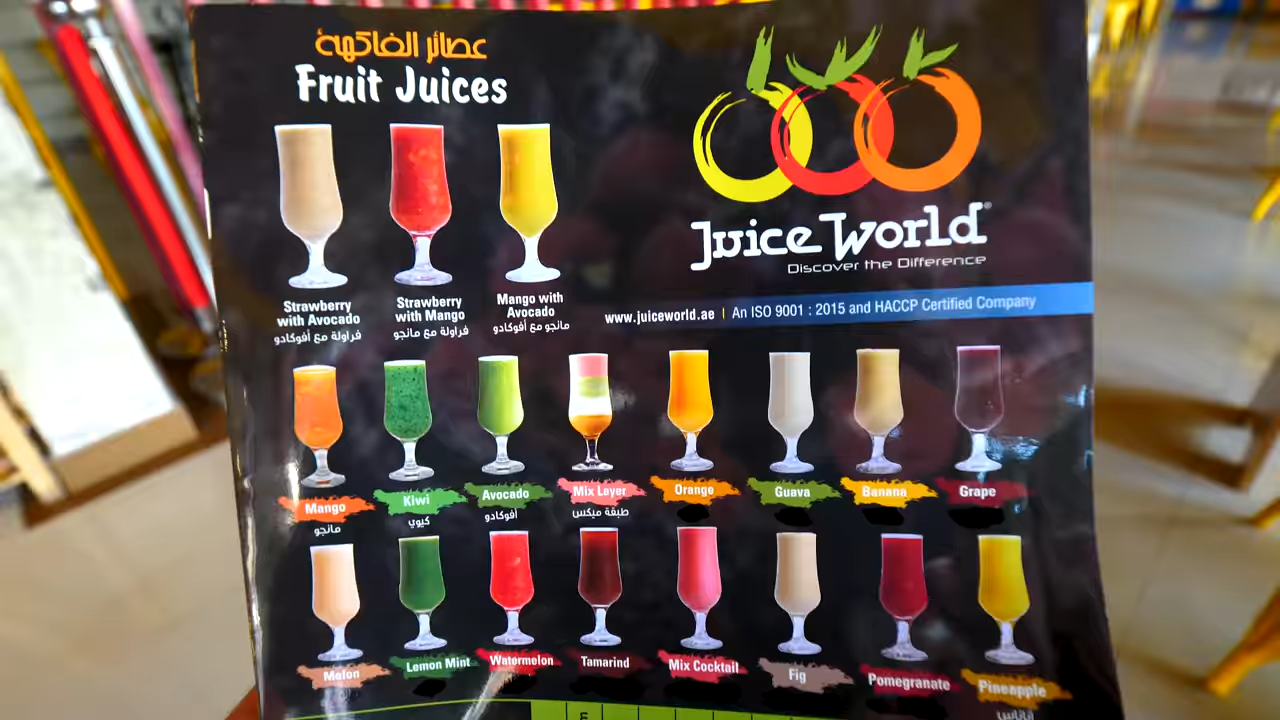 عصائر الفاكهة
Fruit Juices
Juice World
Discover the Difference
www.juiceworld.ae | An ISO 9001 : 2015 and HACCP Certified Company
Strawberry
with Avocado
فراولة مع أفوكادو
Strawberry
with Mango
فراولة مع مانجو
Mango with
Avocado
مانجو مع أفوكادو
Mango
مانجو
Kiwi
كيوي
Avocado
أفوكادو
Mix Layer
طبقة ميكس
Orange
Guava
Banana
Grape
Melon
Lemon Mint
Watermelon
Tamarind
Mix Cocktail
Fig
Pomegranate
Pineapple